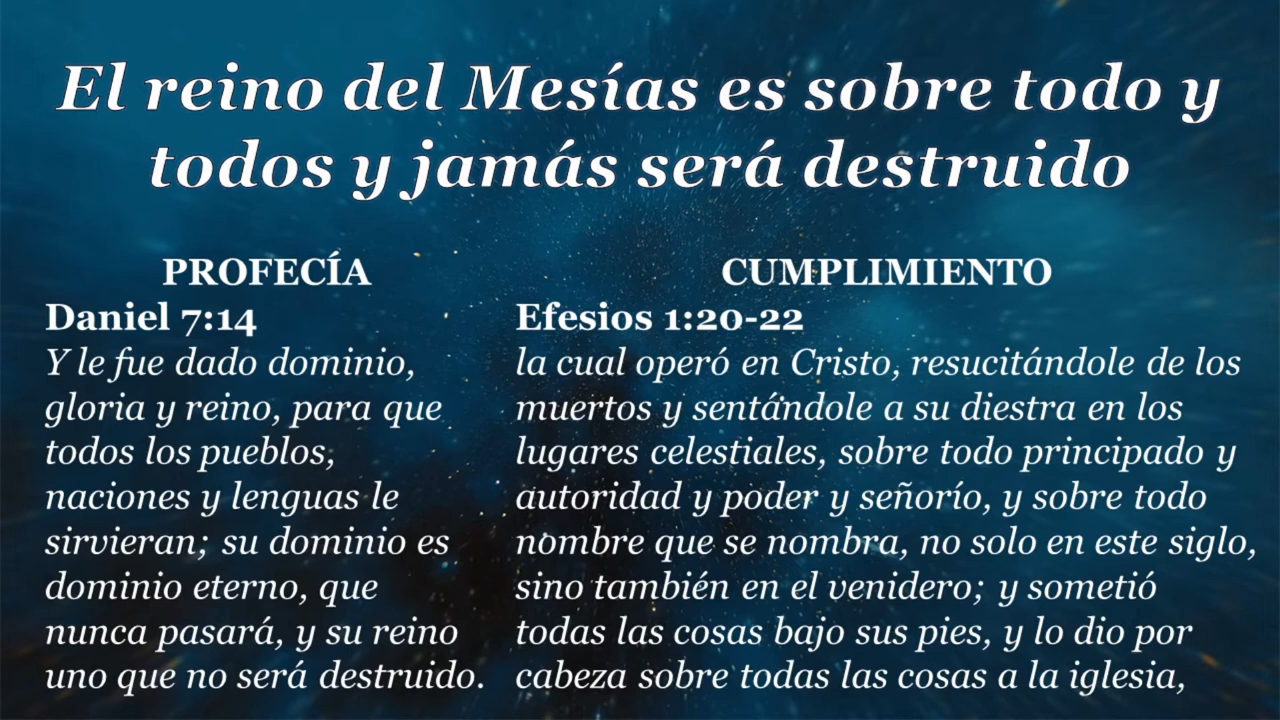 El reino del Mesías es sobre todo y
todos y jamás será destruido
PROFECÍA
Daniel 7:14
Y le fue dado dominio,
gloria y reino, para que
todos los pueblos,
naciones y lenguas le
sirvieran; su dominio es
dominio eterno, que
nunca pasará, y su reino
uno que no será destruido.
CUMPLIMIENTO
Efesios 1:20-22
la cual operó en Cristo, resucitándole de los
muertos y sentándole a su diestra en los
lugares celestiales, sobre todo principado y
autoridad y poder y señorío, y sobre todo
nombre que se nombra, no solo en este siglo,
sino también en el venidero; y sometió
todas las cosas bajo sus pies, y lo dio por
cabeza sobre todas las cosas a la iglesia,